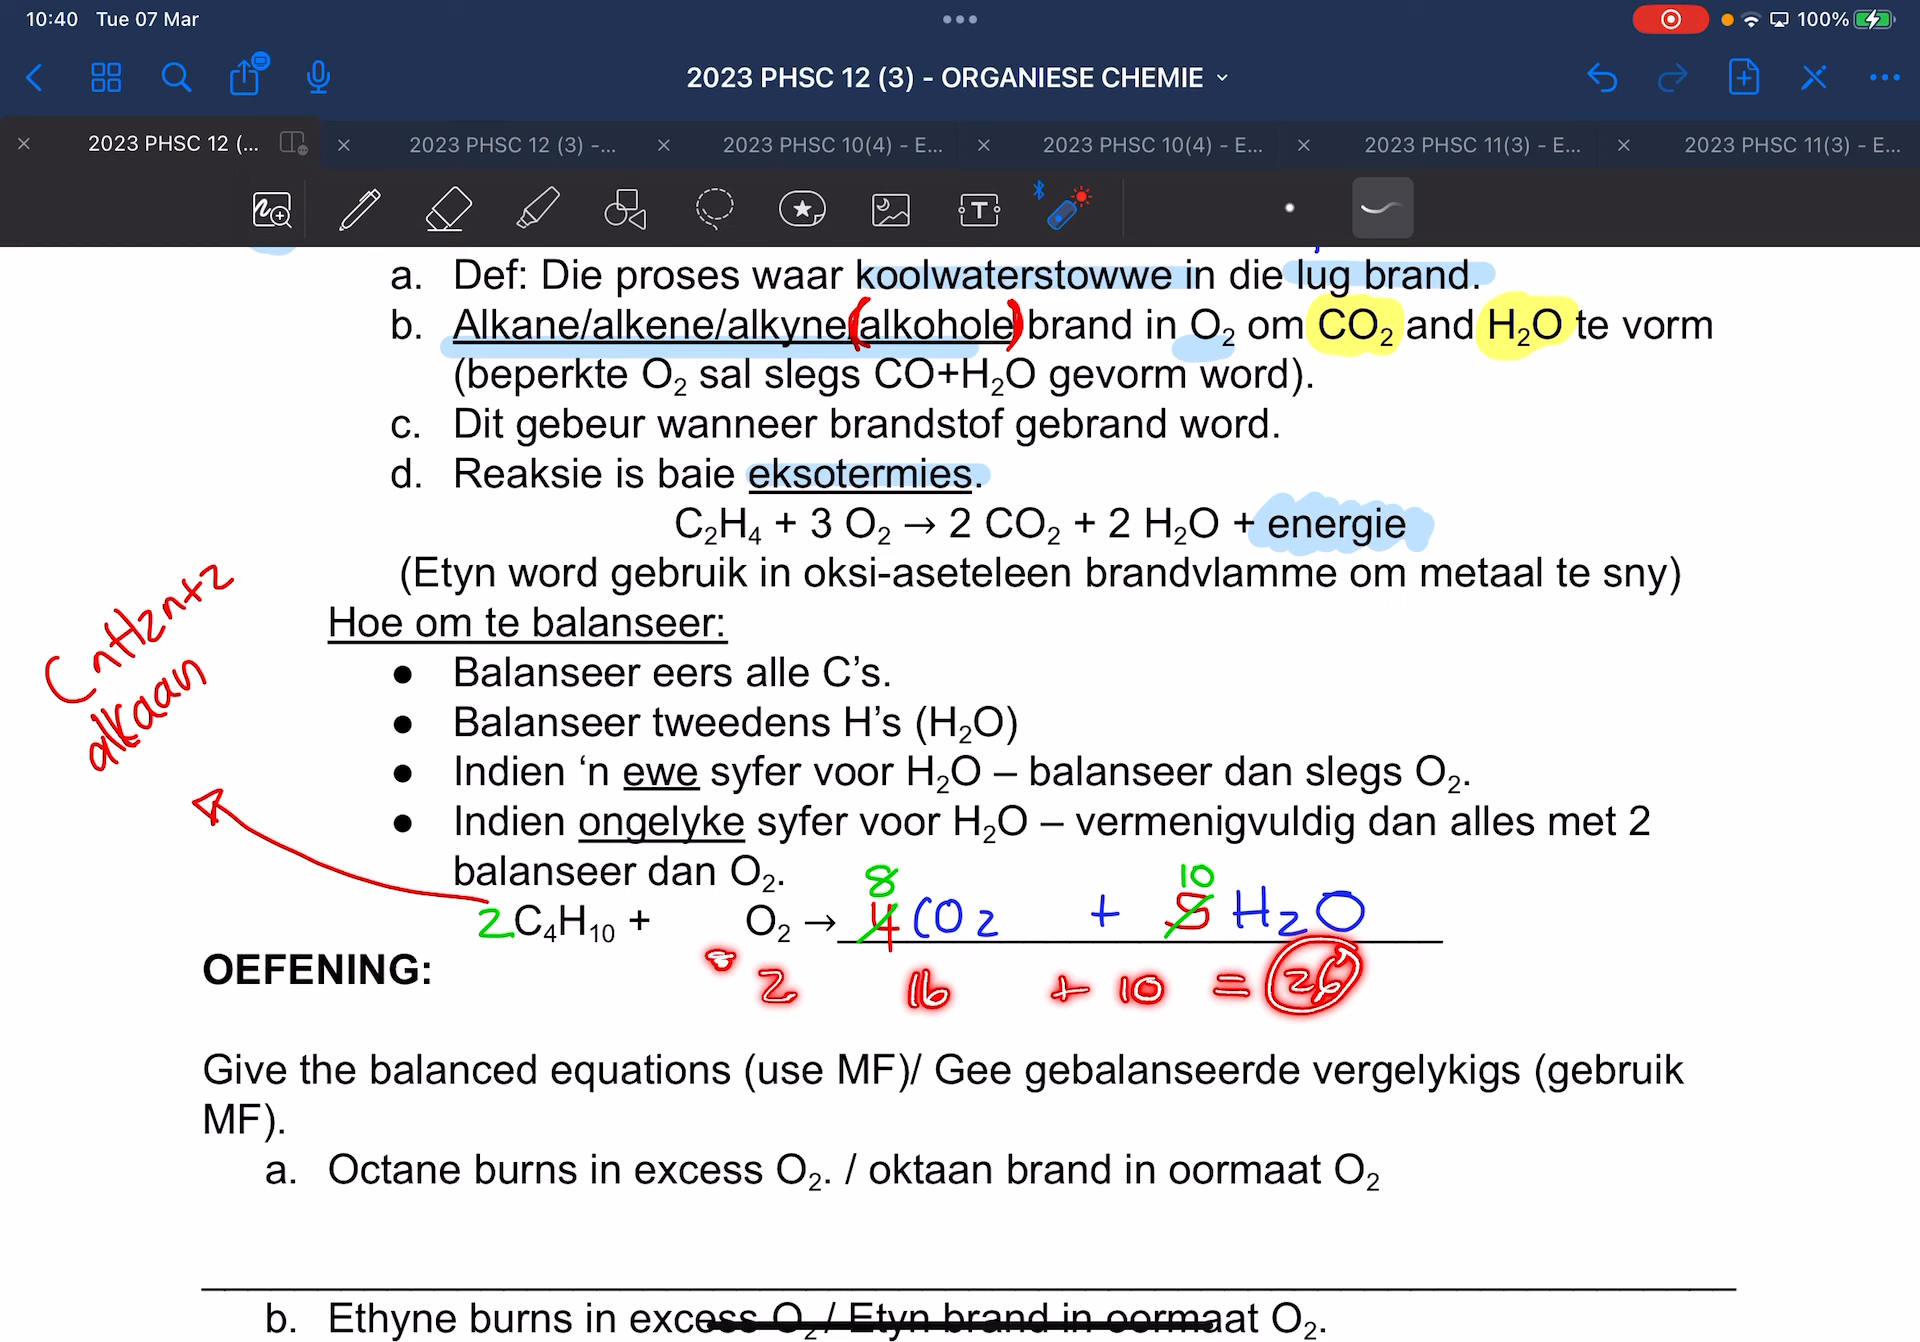 10:40 Tue 07 Mar 100%
2023 PHSC 12 (3) - ORGANIESE CHEMIE
2023 PHSC 12 (... 2023 PHSC 12 (3) -... 2023 PHSC 10(4) - E... 2023 PHSC 10(4) - E... 2023 PHSC 11(3) - E... 2023 PHSC 11(3) - E...
a. Def: Die proses waar koolwaterstowwe in die lug brand.
b. Alkane/alkene/alkyne(alkohole) brand in O₂ om CO₂ and H₂O te vorm
(beperkte O₂ sal slegs CO+H₂O gevorm word).
c. Dit gebeur wanneer brandstof gebrand word.
d. Reaksie is baie eksotermies.
C₂H₄ + 3 O₂ → 2 CO₂ + 2 H₂O + energie
(Etyn word gebruik in oksi-aseteleen brandvlamme om metaal te sny)
CnH2n+2
alkaan
Hoe om te balanseer:
● Balanseer eers alle C’s.
● Balanseer tweedens H’s (H₂O)
● Indien ‘n ewe syfer voor H₂O – balanseer dan slegs O₂.
● Indien ongelyke syfer voor H₂O – vermenigvuldig dan alles met 2
balanseer dan O₂.
8 10
2 C₄H₁₀ + O₂ → 4 CO2 + 5 H2O
OEFENING:
2 16 + 10 = 26
Give the balanced equations (use MF)/ Gee gebalanseerde vergelykigs (gebruik
MF).
a. Octane burns in excess O₂. / oktaan brand in oormaat O₂
b. Ethyne burns in excess O₂ / Etyn brand in oormaat O₂.